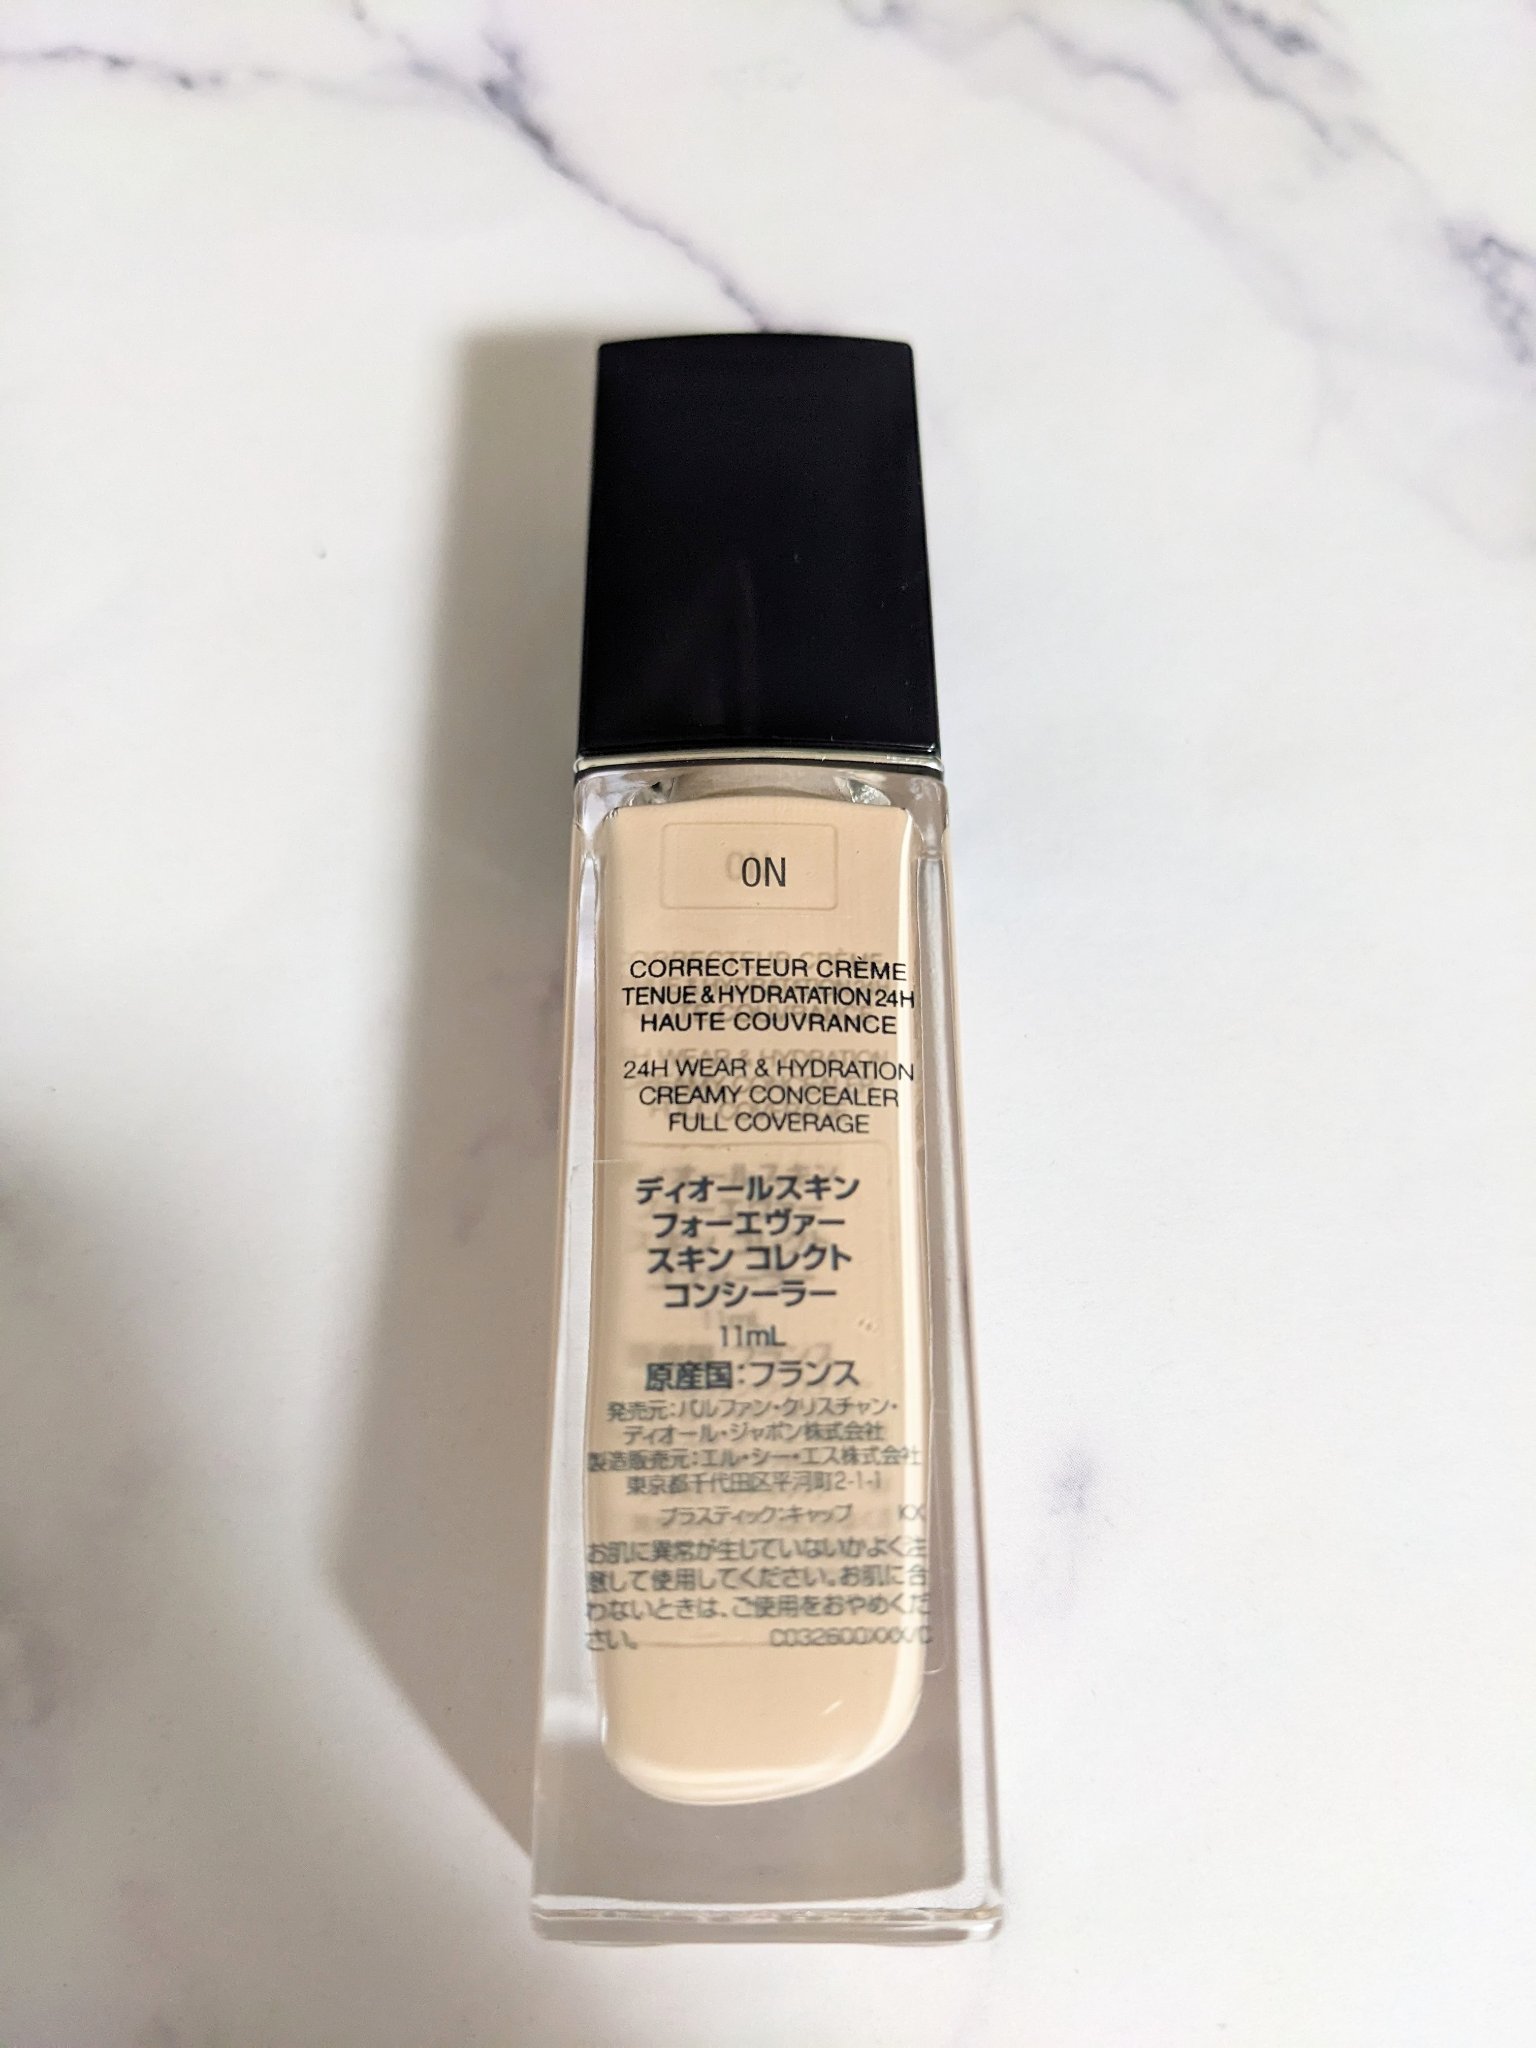 0N
CORRECTEUR CRÈME
TENUE & HYDRATATION 24H
HAUTE COUVRANCE
24H WEAR & HYDRATION
CREAMY CONCEALER
FULL COVERAGE
ディオールスキン
フォーエヴァー
スキン コレクト
コンシーラー
11mL
原産国:フランス
発売元:パルファン・クリスチャン・
ディオール・ジャポン株式会社
製造販売元:エル・シー・エス株式会社
東京都千代田区平河町2-1-1
プラスティック:キャップ
お肌に異常が生じていないかよく注
意して使用してください。お肌に合
わないときは、ご使用をおやめくだ
さい。